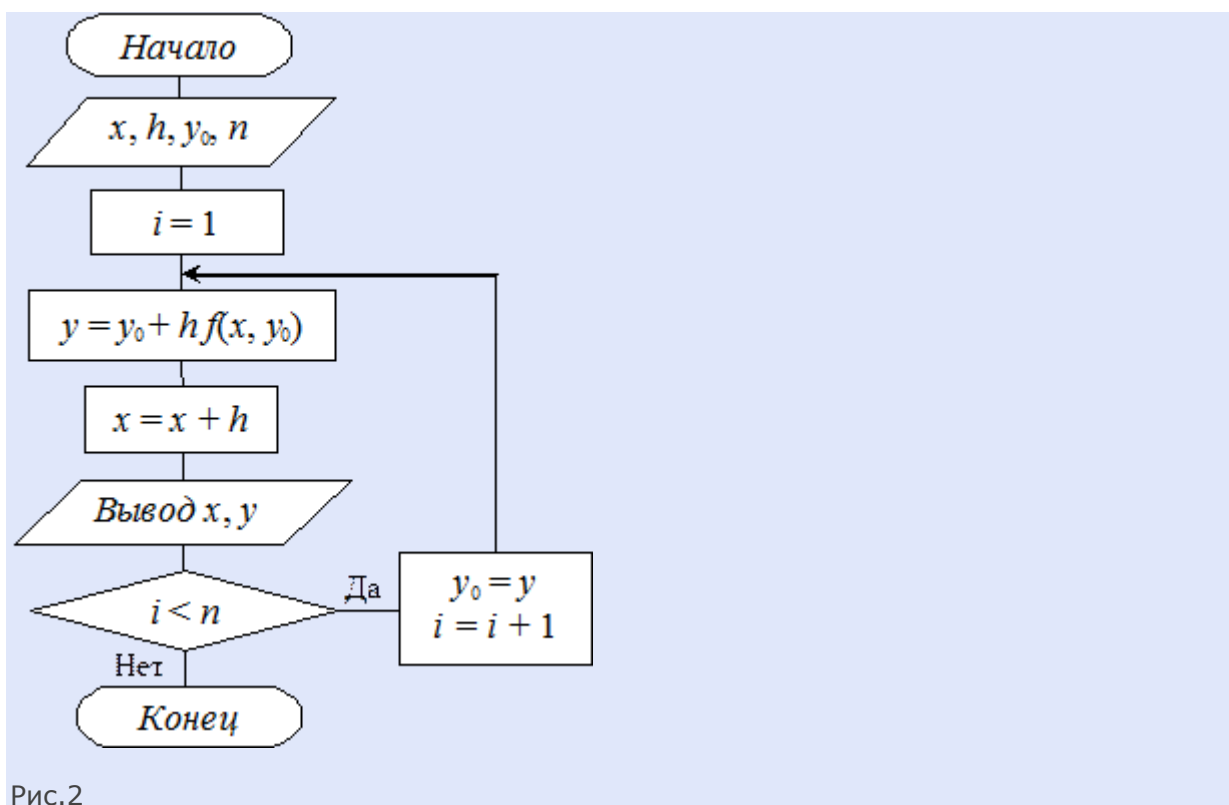 Начало
x, h, y₀, n
i = 1
y = y₀ + h f(x, y₀)
x = x + h
Вывод x, y
i < n
Да
y₀ = y
i = i + 1
Нет
Конец
Рис.2